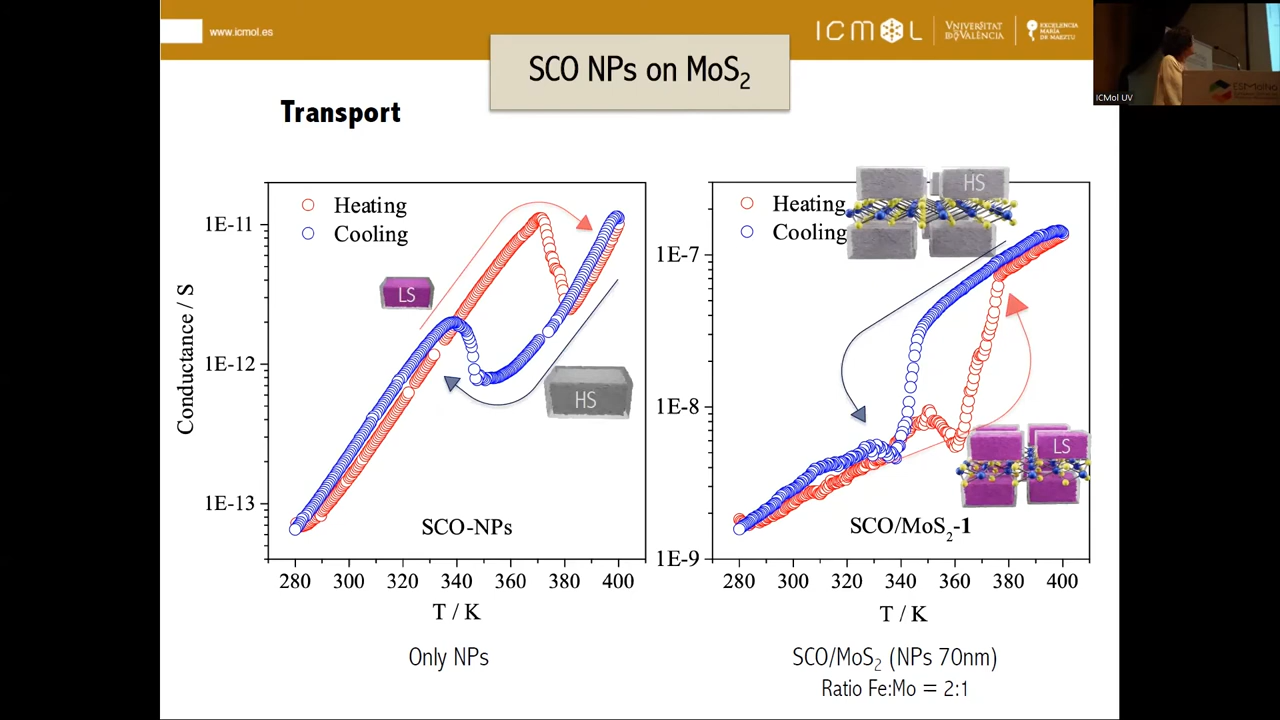 www.icmol.es
ICMOL
VNIVERSITAT
ID VALÈNCIA
EXCELENCIA
MARÍA
DE MAEZTU
ICMol UV
SCO NPs on MoS2
Transport
Heating
Cooling
LS
HS
SCO-NPs
1E-11
1E-12
1E-13
Conductance / S
280 300 320 340 360 380 400
T / K
Only NPs
Heating
Cooling
HS
LS
SCO/MoS2-1
1E-7
1E-8
1E-9
280 300 320 340 360 380 400
T / K
SCO/MoS2 (NPs 70nm)
Ratio Fe:Mo = 2:1